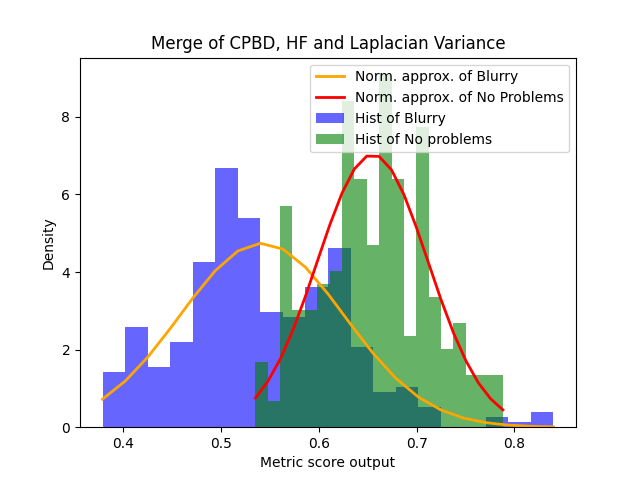 Merge of CPBD, HF and Laplacian Variance
Norm. approx. of Blurry
Norm. approx. of No Problems
Hist of Blurry
Hist of No problems
Density
8
6
4
2
0
0.4 0.5 0.6 0.7 0.8
Metric score output